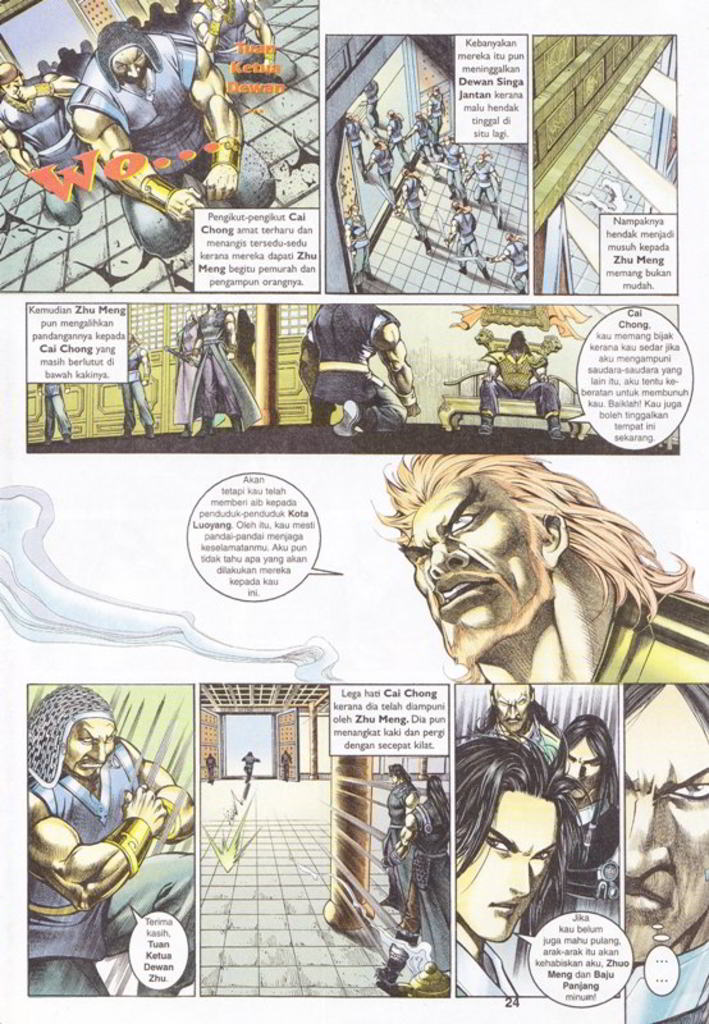 Tuan
Ketua
Dewan
...
Wo...
Pengikut-pengikut Cai
Chong amat terharu dan
menangis tersedu-sedu
kerana mereka dapati Zhu
Meng begitu pemurah dan
pengampun orangnya.
Kebanyakan
mereka itu pun
meninggalkan
Dewan Singa
Jantan kerana
malu hendak
tinggal di
situ lagi.
Nampaknya
hendak menjadi
musuh kepada
Zhu Meng
memang bukan
mudah.
Kemudian Zhu Meng
pun mengalihkan
pandangannya kepada
Cai Chong yang
masih berlutut di
bawah kakinya.
Cai
Chong,
kau memang bijak
kerana kau sedar jika
aku mengampuni
saudara-saudara yang
lain itu, aku tentu ke-
beratan untuk membunuh
kau. Baiklah! Kau pun
boleh tinggalkan
tempat ini
sekarang.
Akan
tetapi kau telah
memberi aib kepada
penduduk-penduduk Kota
Luoyang. Oleh itu, kau mesti
pandai-pandai menjaga
keselamatanmu. Aku pun
tidak tahu apa yang akan
dilakukan mereka
kepada kau
ini.
Terima
kasih,
Tuan
Ketua
Dewan
Zhu.
Lega hati Cai Chong
kerana dia telah diampuni
oleh Zhu Meng. Dia pun
menangkat kaki dan pergi
dengan secepat kilat.
Jika
kau belum
juga mahu pulang,
arak-arak itu akan
kehabiskan aku, Zhuo
Meng dan Baju
Panjang
minum!
...
...
24